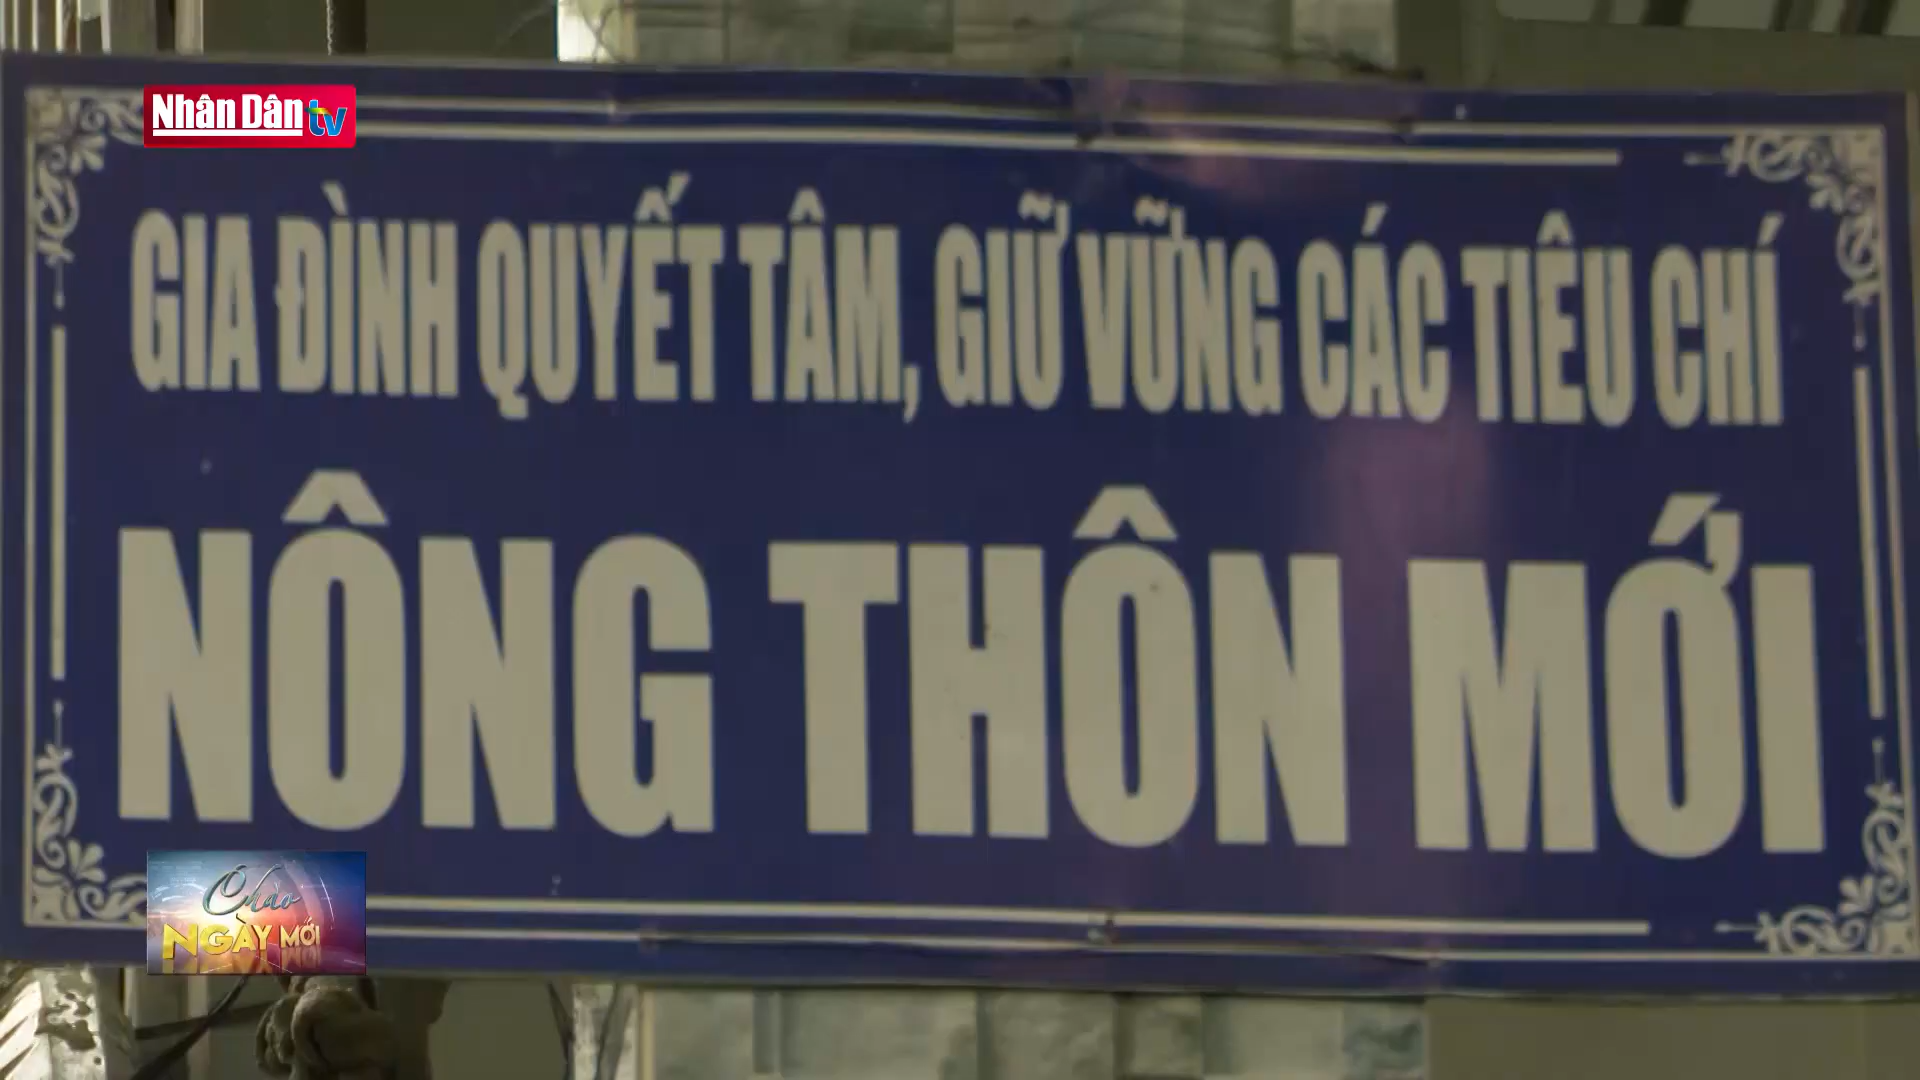 Nhân Dân tv
GIA ĐÌNH QUYẾT TÂM, GIỮ VỮNG CÁC TIÊU CHÍ
NÔNG THÔN MỚI
Chào
NGÀY MỚI